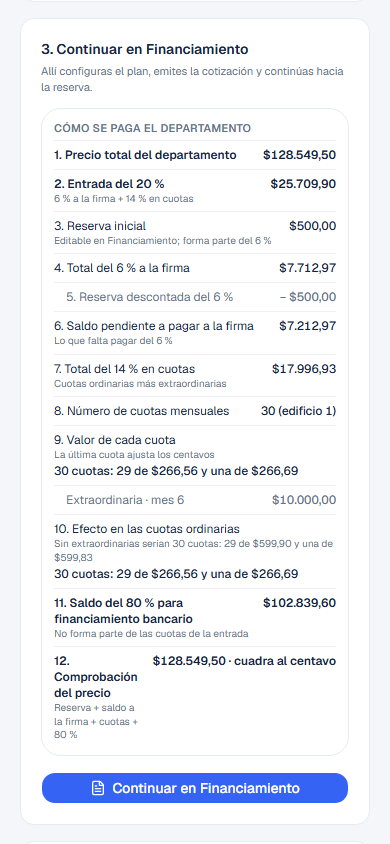 3. Continuar en Financiamiento
Allí configuras el plan, emites la cotización y continúas hacia
la reserva.
CÓMO SE PAGA EL DEPARTAMENTO
1. Precio total del departamento $128.549,50
2. Entrada del 20 % $25.709,90
6 % a la firma + 14 % en cuotas
3. Reserva inicial $500,00
Editable en Financiamiento; forma parte del 6 %
4. Total del 6 % a la firma $7.712,97
5. Reserva descontada del 6 % – $500,00
6. Saldo pendiente a pagar a la firma $7.212,97
Lo que falta pagar del 6 %
7. Total del 14 % en cuotas $17.996,93
Cuotas ordinarias más extraordinarias
8. Número de cuotas mensuales 30 (edificio 1)
9. Valor de cada cuota
La última cuota ajusta los centavos
30 cuotas: 29 de $266,56 y una de $266,69
Extraordinaria · mes 6 $10.000,00
10. Efecto en las cuotas ordinarias
Sin extraordinarias serían 30 cuotas: 29 de $599,90 y una de
$599,83
30 cuotas: 29 de $266,56 y una de $266,69
11. Saldo del 80 % para $102.839,60
financiamiento bancario
No forma parte de las cuotas de la entrada
12. $128.549,50 · cuadra al centavo
Comprobación
del precio
Reserva + saldo a
la firma + cuotas +
80 %
Continuar en Financiamiento